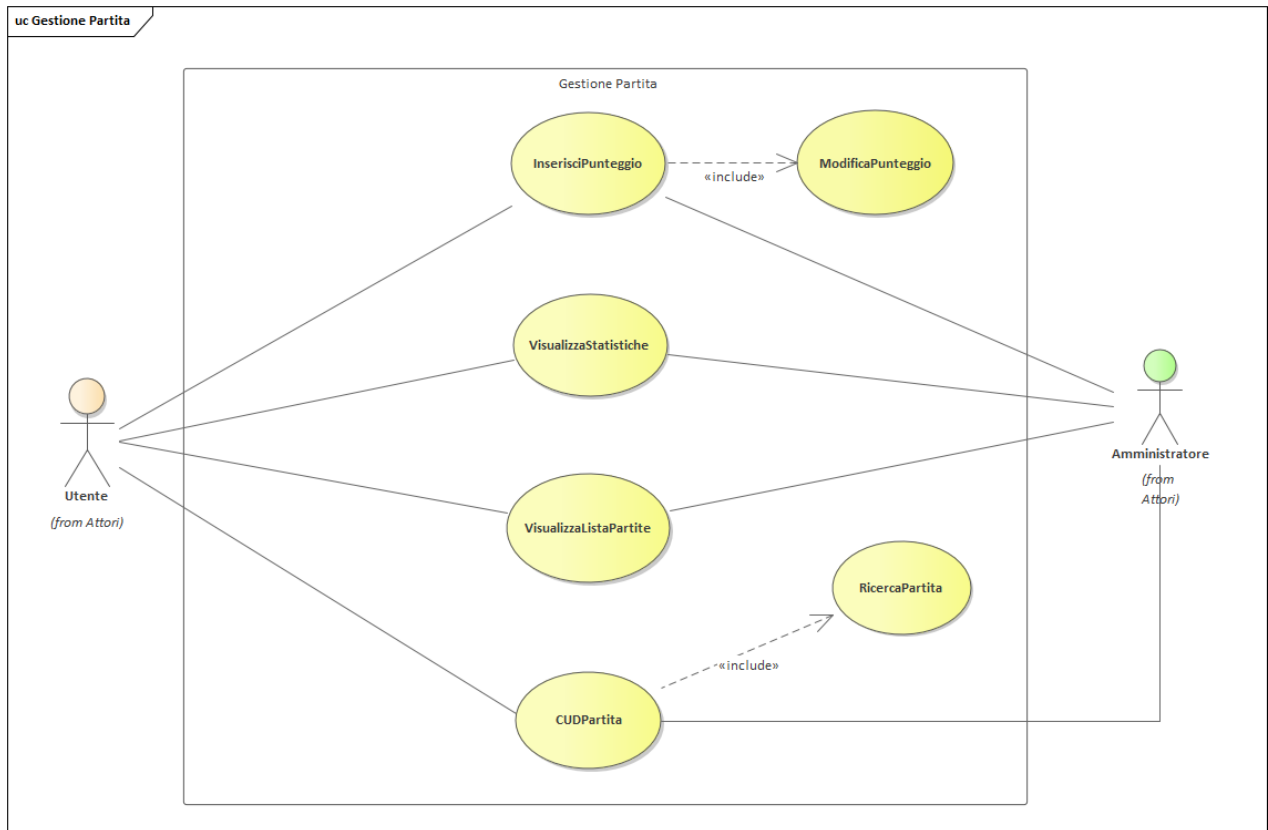 uc Gestione Partita
Gestione Partita
InserisciPunteggio
«include»
ModificaPunteggio
VisualizzaStatistiche
Utente
(from Attori)
Amministratore
(from
Attori)
VisualizzaListaPartite
RicercaPartita
«include»
CUDPartita